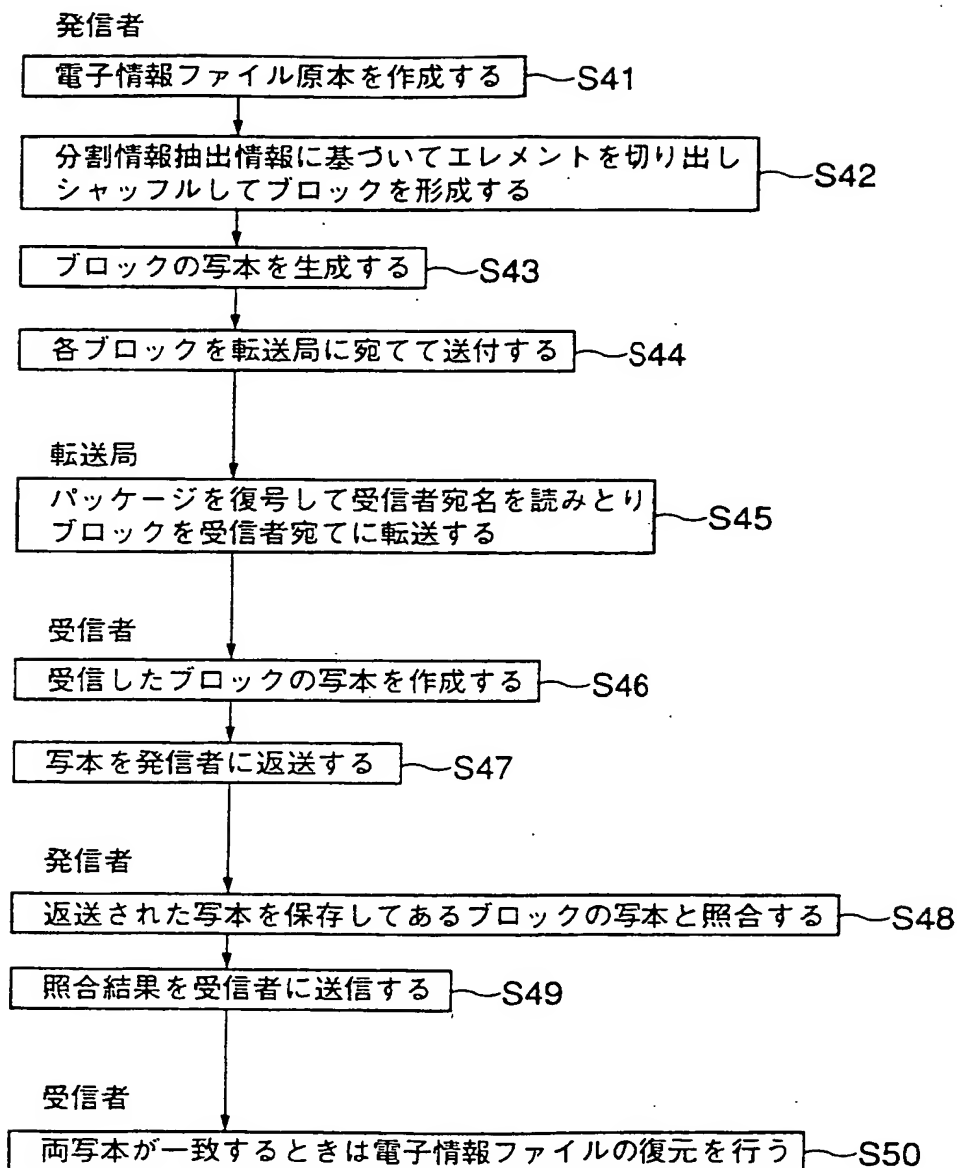 発信者
電子情報ファイル原本を作成する S41
分割情報抽出情報に基づいてエレメントを切り出し
シャッフルしてブロックを形成する S42
ブロックの写本を生成する S43
各ブロックを転送局に宛てて送付する S44
転送局
パッケージを復号して受信者宛名を読みとり
ブロックを受信者宛てに転送する S45
受信者
受信したブロックの写本を作成する S46
写本を発信者に返送する S47
発信者
返送された写本を保存してあるブロックの写本と照合する S48
照合結果を受信者に送信する S49
受信者
両写本が一致するときは電子情報ファイルの復元を行う S50